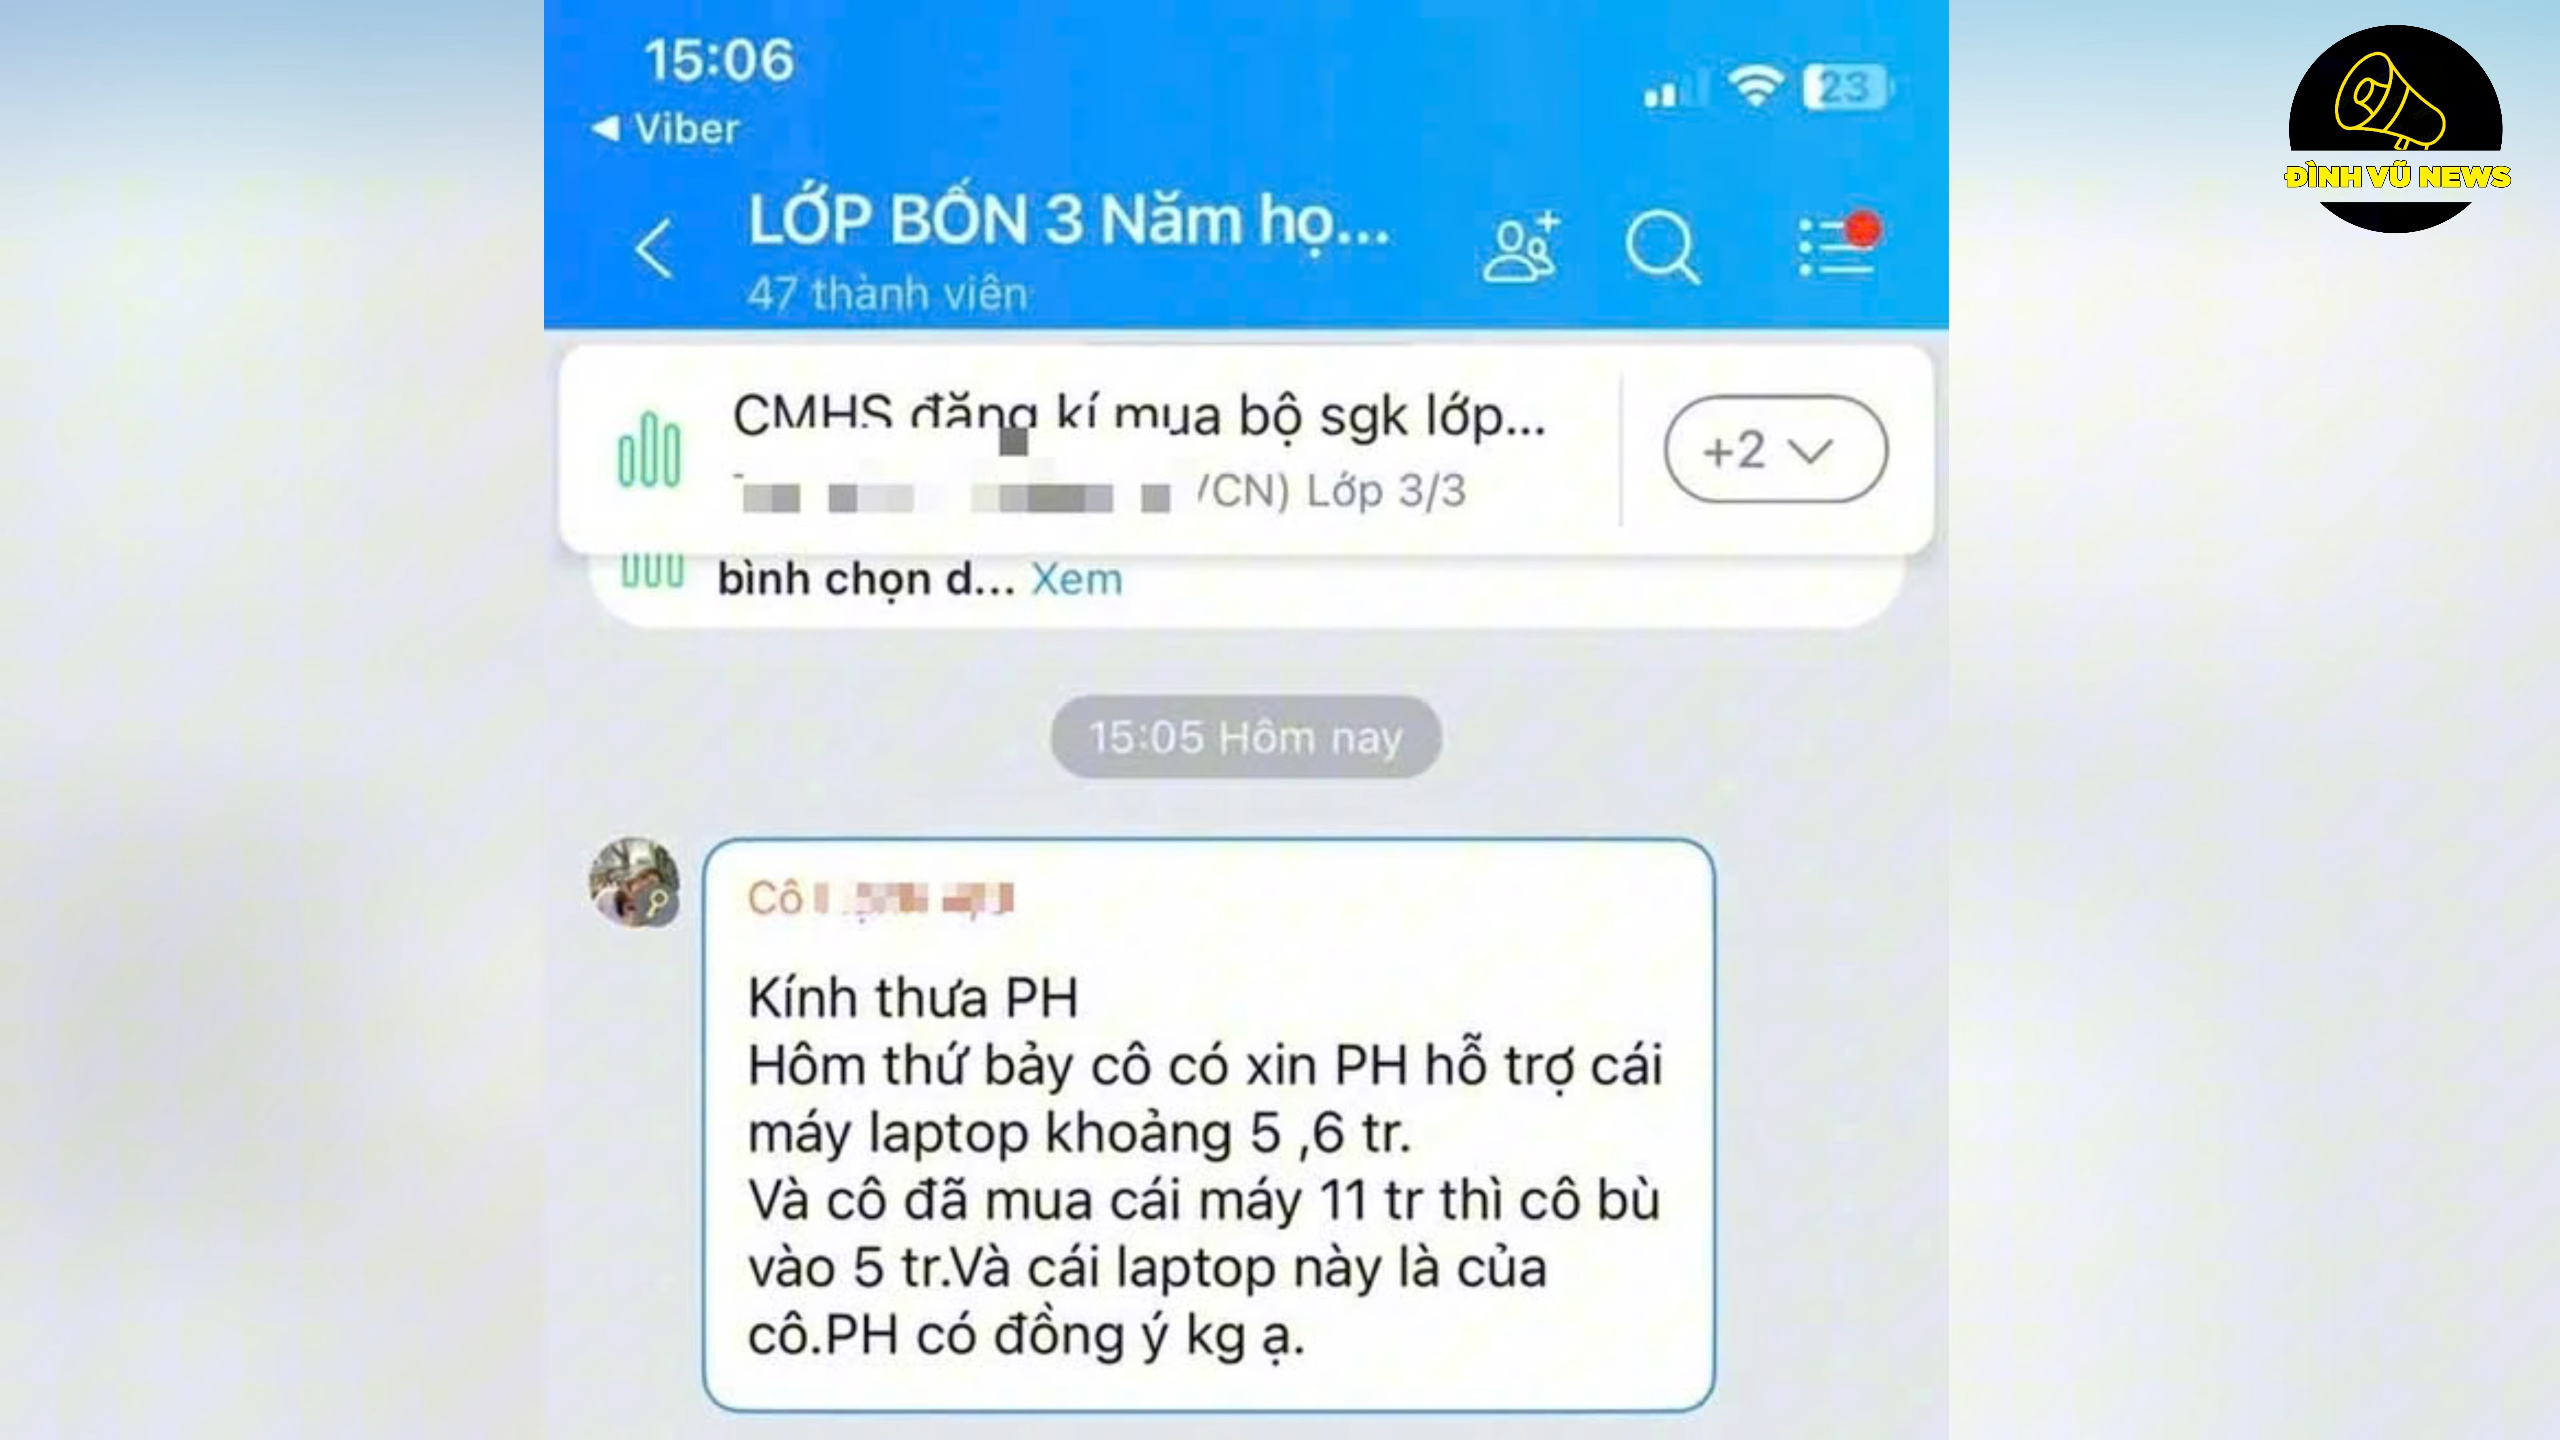 15:06
23
Viber
ĐÌNH VŨ NEWS
LỚP BỐN 3 Năm họ...
47 thành viên
CMHS đăng kí mua bộ sgk lớp...
/CN) Lớp 3/3
+2
bình chọn d... Xem
15:05 Hôm nay
Cô
Kính thưa PH
Hôm thứ bảy cô có xin PH hỗ trợ cái
máy laptop khoảng 5 ,6 tr.
Và cô đã mua cái máy 11 tr thì cô bù
vào 5 tr.Và cái laptop này là của
cô.PH có đồng ý kg ạ.